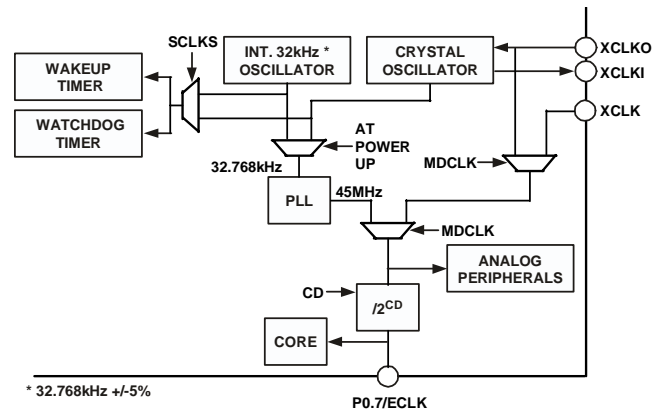 SCLKS
INT. 32kHz *
OSCILLATOR
CRYSTAL
OSCILLATOR
XCLKO
XCLKI
XCLK
WAKEUP
TIMER
WATCHDOG
TIMER
AT
POWER
UP
MDCLK
32.768kHz
PLL
45MHz
MDCLK
ANALOG
PERIPHERALS
CD
/2CD
CORE
* 32.768kHz +/-5%
P0.7/ECLK